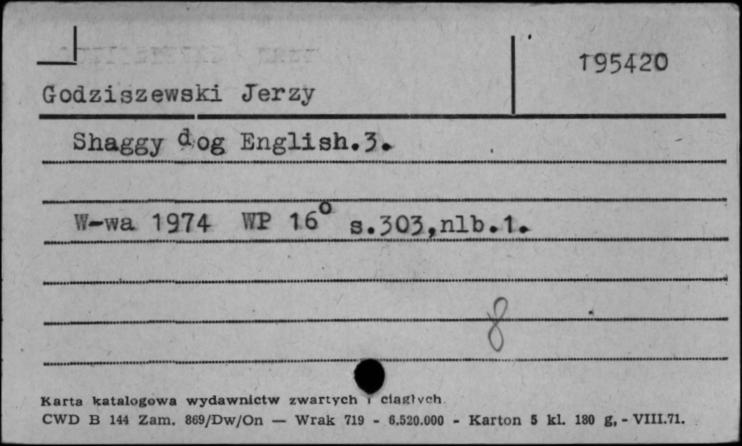 195420
Godziszewski Jerzy
Shaggy dog English.3.
W-wa 1974 WP 16° s.303,nlb.1.
8
Karta katalogowa wydawnictw zwartych i ciągłych.
CWD B 144 Zam. 869/Dw/On — Wrak 719 - 6.520.000 - Karton 5 kl. 180 g, - VIII.71.